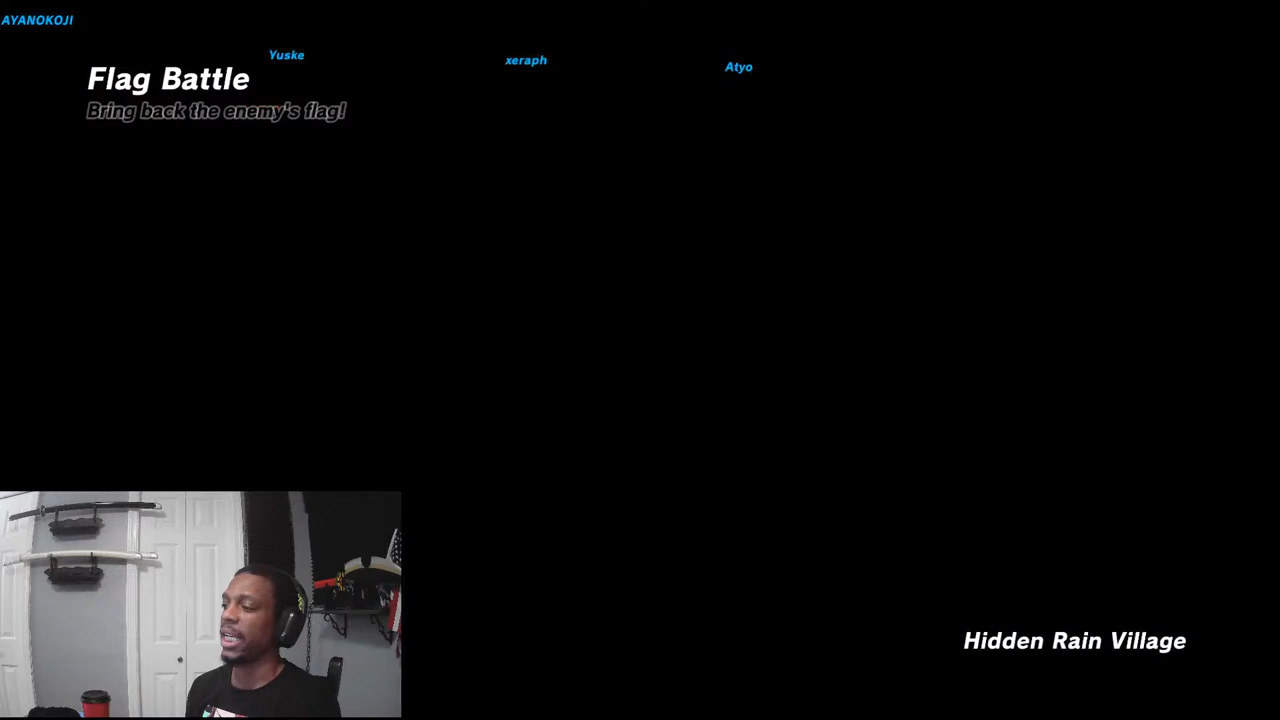 AYANOKOJI
Yuske
xeraph
Atyo
Flag Battle
Bring back the enemy's flag!
Hidden Rain Village